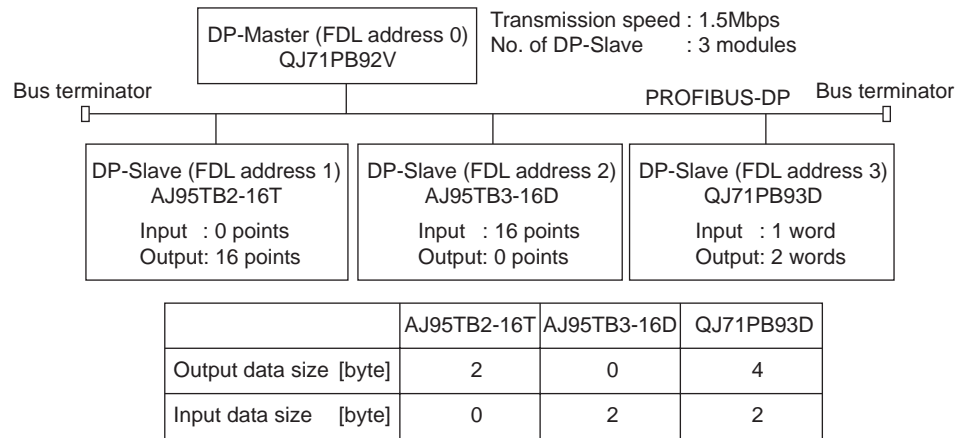 DP-Master (FDL address 0)
QJ71PB92V
Transmission speed : 1.5Mbps
No. of DP-Slave : 3 modules
Bus terminator
PROFIBUS-DP
Bus terminator
DP-Slave (FDL address 1)
AJ95TB2-16T
Input : 0 points
Output: 16 points
DP-Slave (FDL address 2)
AJ95TB3-16D
Input : 16 points
Output: 0 points
DP-Slave (FDL address 3)
QJ71PB93D
Input : 1 word
Output: 2 words
AJ95TB2-16T AJ95TB3-16D QJ71PB93D
Output data size [byte] 2 0 4
Input data size [byte] 0 2 2